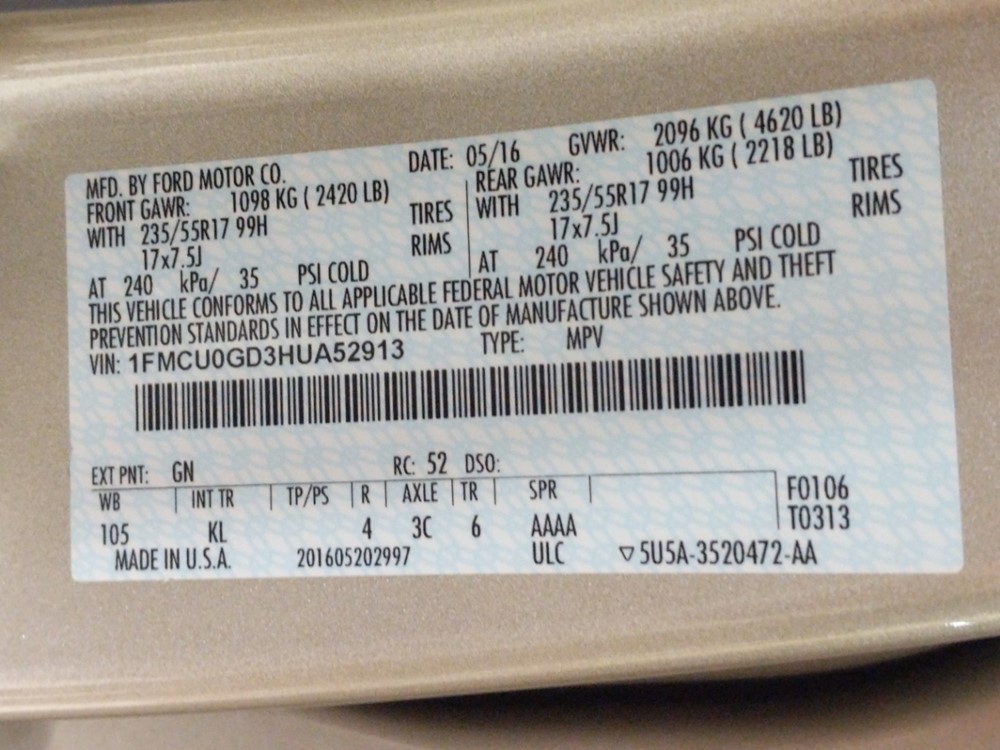 MFD. BY FORD MOTOR CO. DATE: 05/16 GVWR: 2096 KG ( 4620 LB)
FRONT GAWR: 1098 KG ( 2420 LB) REAR GAWR: 1006 KG ( 2218 LB)
WITH 235/55R17 99H TIRES WITH 235/55R17 99H TIRES
17x7.5J RIMS 17x7.5J RIMS
AT 240 kPa/ 35 PSI COLD AT 240 kPa/ 35 PSI COLD
THIS VEHICLE CONFORMS TO ALL APPLICABLE FEDERAL MOTOR VEHICLE SAFETY AND THEFT
PREVENTION STANDARDS IN EFFECT ON THE DATE OF MANUFACTURE SHOWN ABOVE.
VIN: 1FMCU0GD3HUA52913 TYPE: MPV
EXT PNT: GN RC: 52 DSO:
WB INT TR TP/PS R AXLE TR SPR F0106
105 KL 4 3C 6 AAAA T0313
MADE IN U.S.A. 201605202997 ULC ▽5U5A-3520472-AA